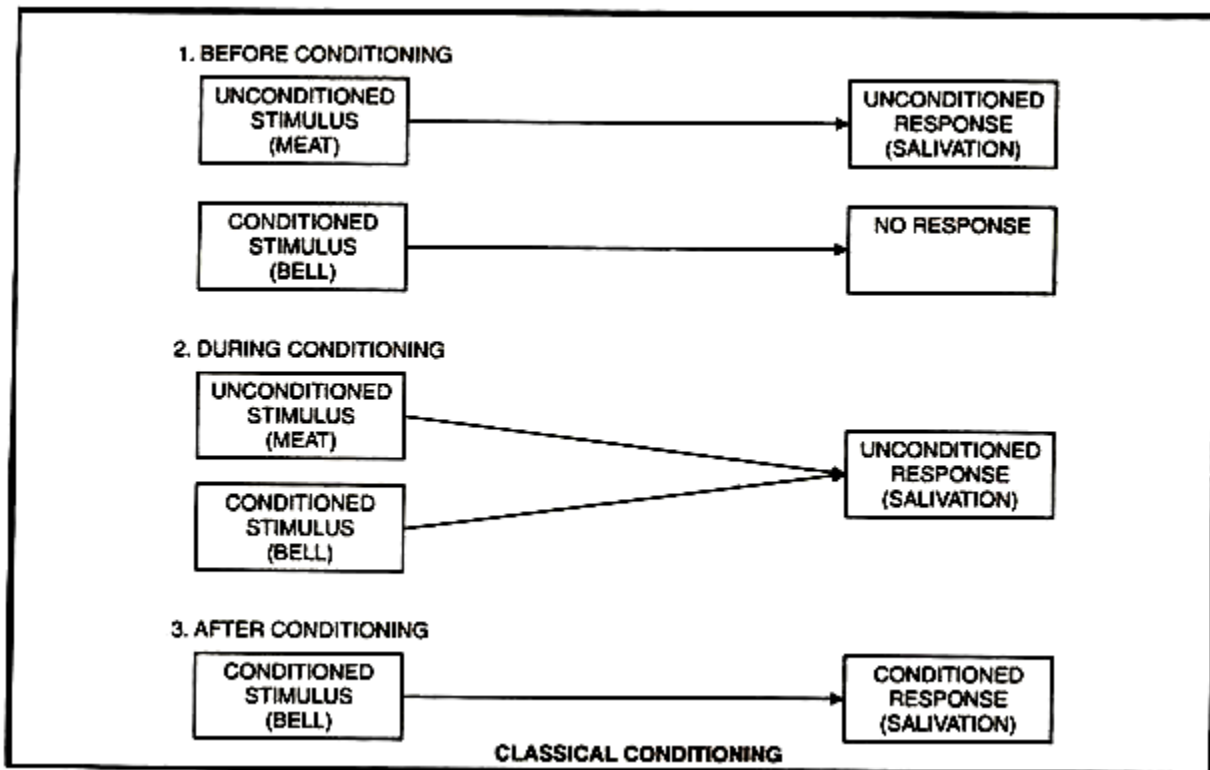 1. BEFORE CONDITIONING
UNCONDITIONED
STIMULUS
(MEAT)
UNCONDITIONED
RESPONSE
(SALIVATION)
CONDITIONED
STIMULUS
(BELL)
NO RESPONSE
2. DURING CONDITIONING
UNCONDITIONED
STIMULUS
(MEAT)
CONDITIONED
STIMULUS
(BELL)
UNCONDITIONED
RESPONSE
(SALIVATION)
3. AFTER CONDITIONING
CONDITIONED
STIMULUS
(BELL)
CONDITIONED
RESPONSE
(SALIVATION)
CLASSICAL CONDITIONING